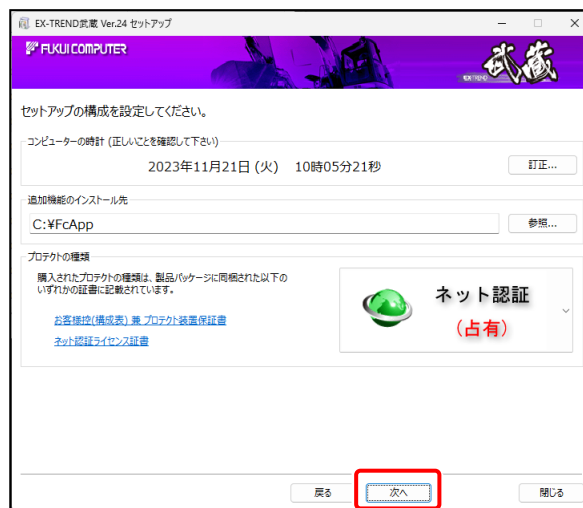 EX-TREND武蔵 Ver.24 セットアップ
FUKUI COMPUTER
EX-TREND 武蔵
セットアップの構成を設定してください。
コンピューターの時計 (正しいことを確認して下さい)
2023年11月21日 (火) 10時05分21秒
訂正...
追加機能のインストール先
C:¥FcApp
参照...
プロテクトの種類
購入されたプロテクトの種類は、製品パッケージに同梱された以下の
いずれかの証書に記載されています。
お客様控(構成表) 兼 プロテクト装置保証書
ネット認証ライセンス証書
ネット認証
(占有)
戻る
次へ
閉じる